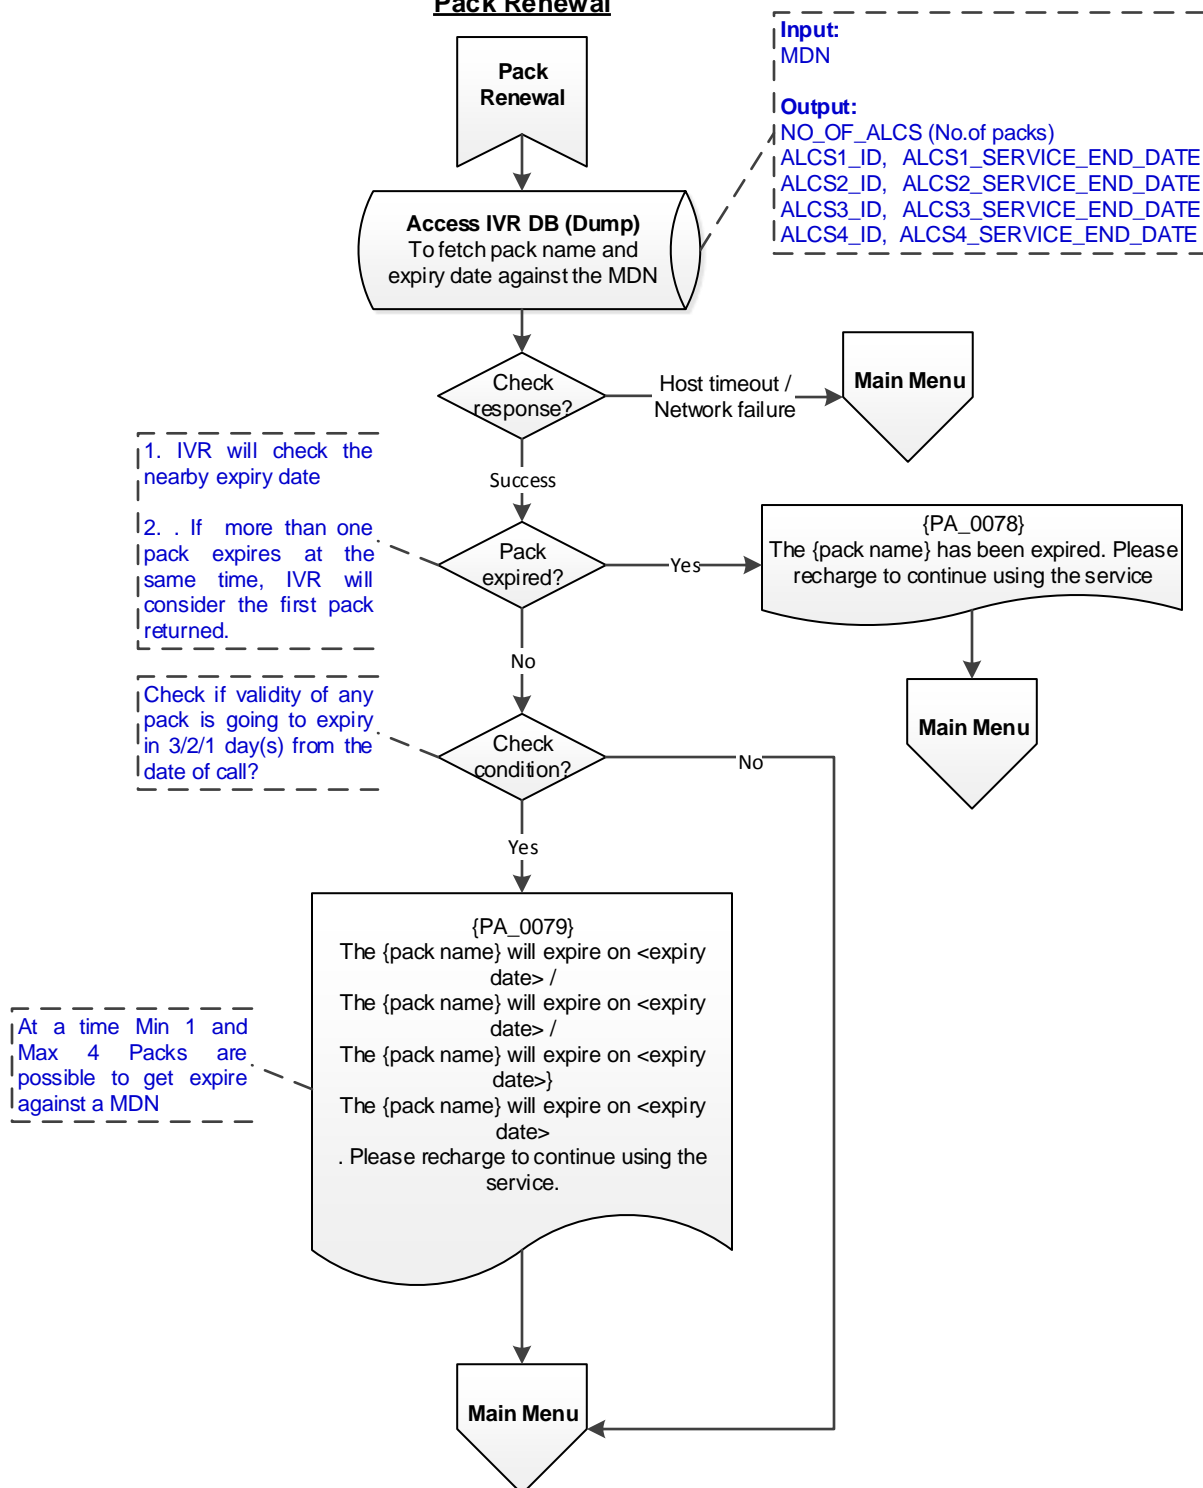 Pack Renewal
Pack
Renewal
Input:
MDN
Output:
NO_OF_ALCS (No.of packs)
ALCS1_ID, ALCS1_SERVICE_END_DATE
ALCS2_ID, ALCS2_SERVICE_END_DATE
ALCS3_ID, ALCS3_SERVICE_END_DATE
ALCS4_ID, ALCS4_SERVICE_END_DATE
Access IVR DB (Dump)
To fetch pack name and
expiry date against the MDN
Check
response?
Host timeout /
Network failure
Main Menu
Success
1. IVR will check the
nearby expiry date
2. . If more than one
pack expires at the
same time, IVR will
consider the first pack
returned.
Pack
expired?
Yes
{PA_0078}
The {pack name} has been expired. Please
recharge to continue using the service
Main Menu
No
Check if validity of any
pack is going to expiry
in 3/2/1 day(s) from the
date of call?
Check
condition?
No
Yes
{PA_0079}
The {pack name} will expire on <expiry
date> /
The {pack name} will expire on <expiry
date> /
The {pack name} will expire on <expiry
date>}
The {pack name} will expire on <expiry
date>
. Please recharge to continue using the
service.
At a time Min 1 and
Max 4 Packs are
possible to get expire
against a MDN
Main Menu